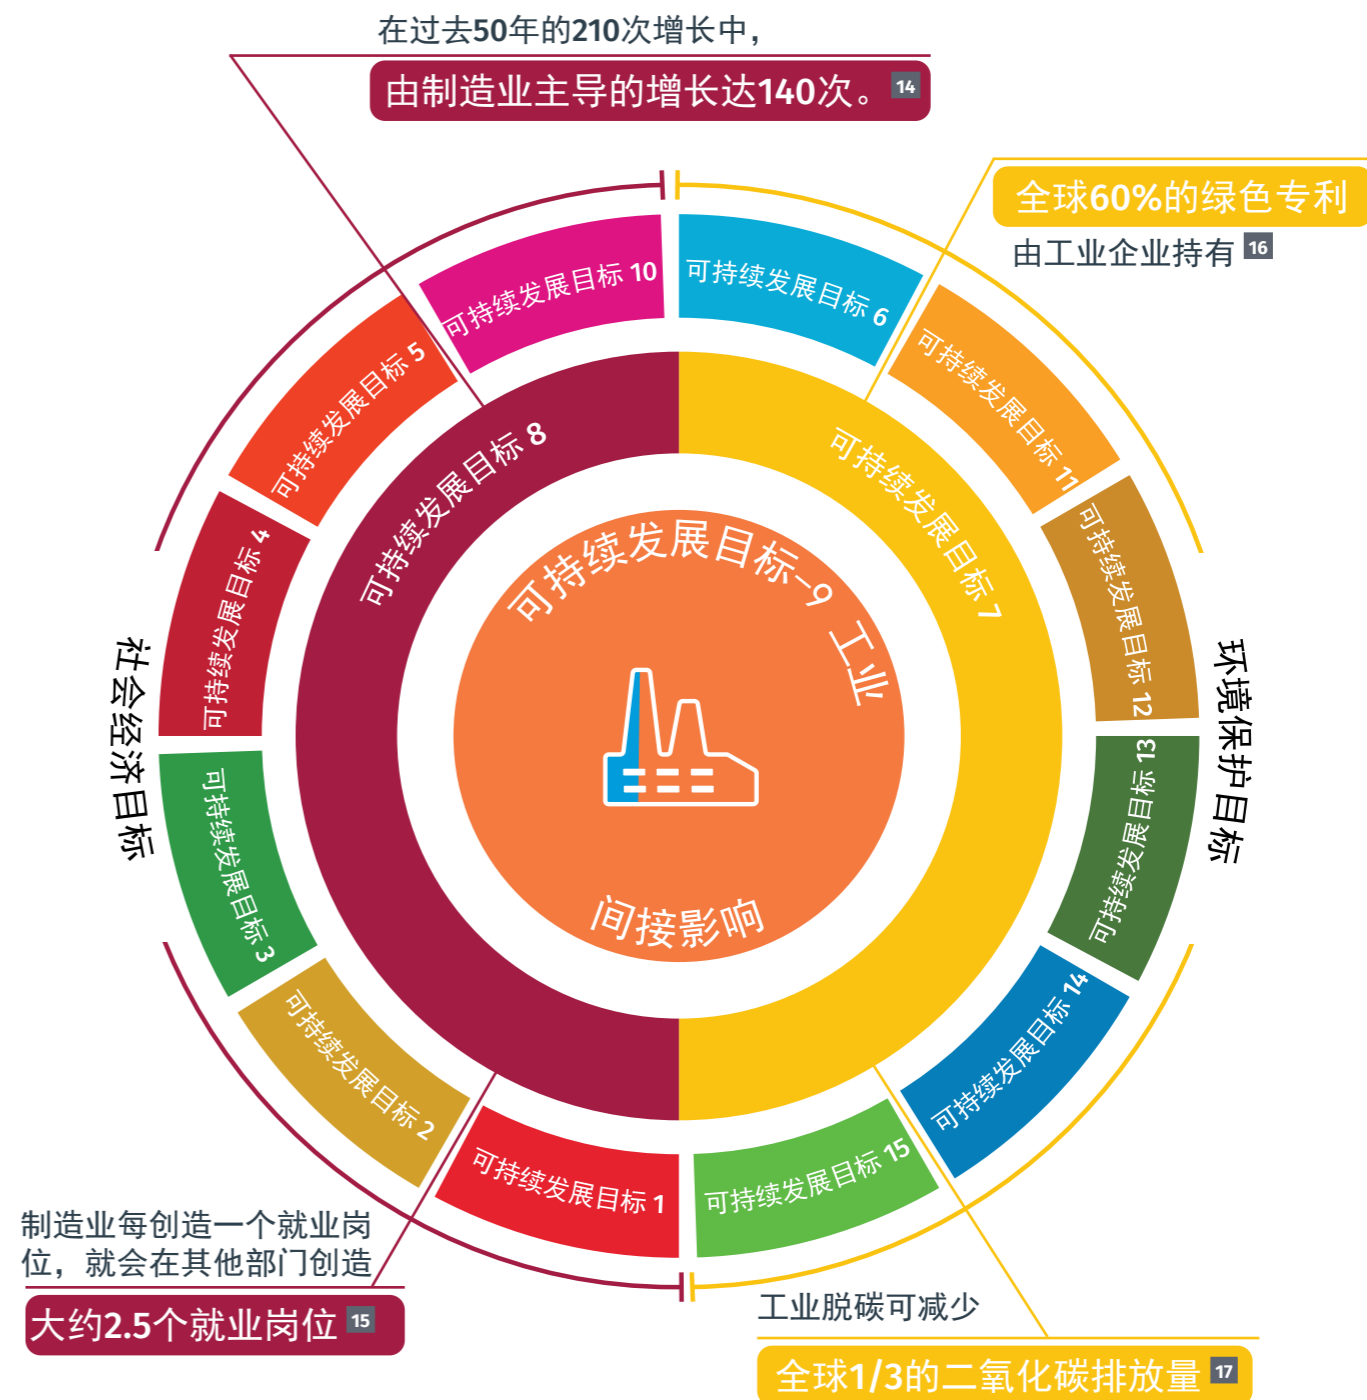 在过去50年的210次增长中，
由制造业主导的增长达140次。 14
全球60%的绿色专利
由工业企业持有 16
可持续发展目标 10
可持续发展目标 6
可持续发展目标 5
可持续发展目标 11
可持续发展目标 8
可持续发展目标 7
可持续发展目标 4
可持续发展目标 12
可持续发展目标-9 工业
社会经济目标
环境保护目标
可持续发展目标 3
可持续发展目标 13
间接影响
可持续发展目标 2
可持续发展目标 14
可持续发展目标 1
可持续发展目标 15
制造业每创造一个就业岗
位，就会在其他部门创造
大约2.5个就业岗位 15
工业脱碳可减少
全球1/3的二氧化碳排放量 17